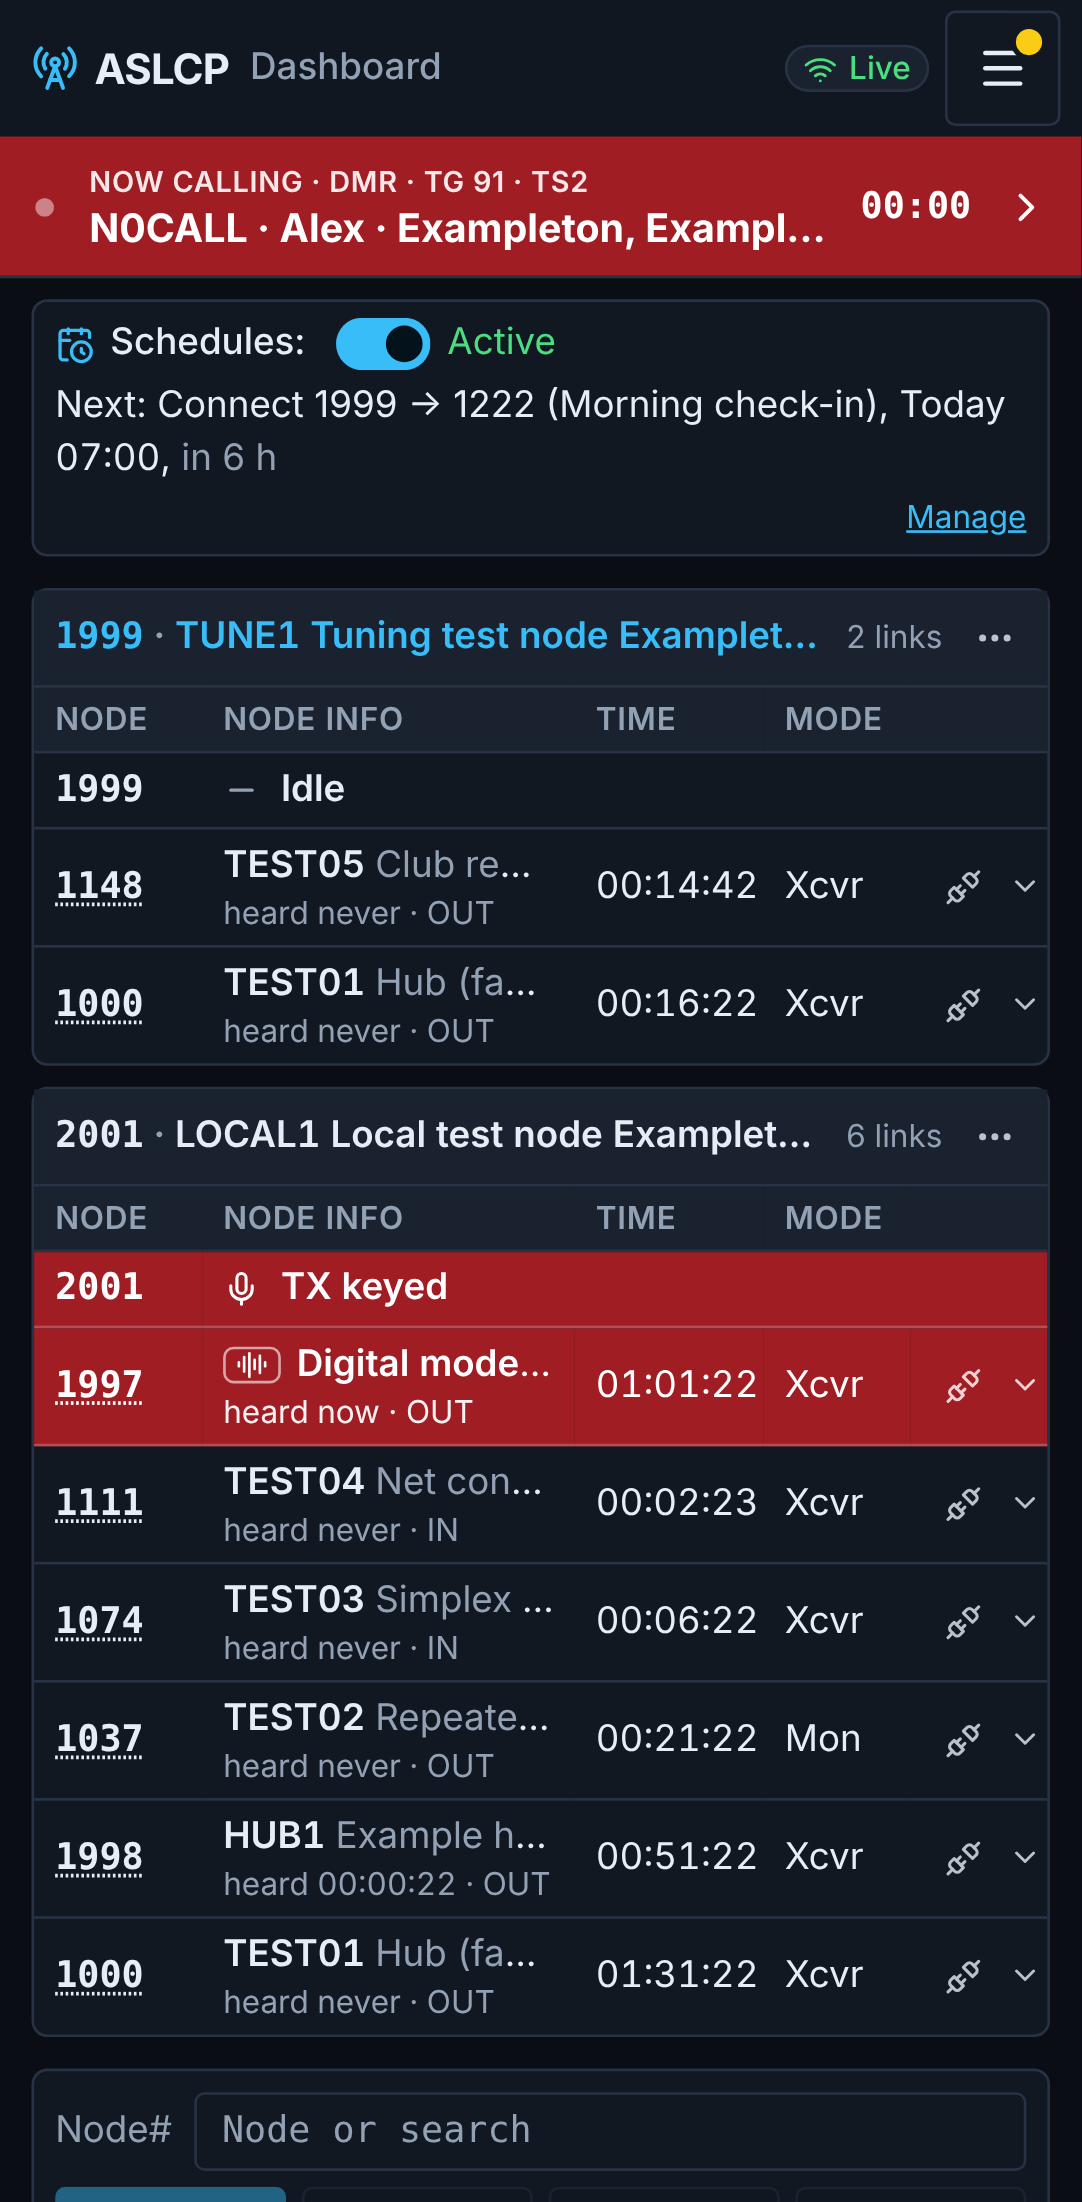 ASLCP Dashboard Live
NOW CALLING · DMR · TG 91 · TS2
N0CALL · Alex · Exampleton, Exampl... 00:00
Schedules: Active
Next: Connect 1999 → 1222 (Morning check-in), Today
07:00, in 6 h
Manage
1999 · TUNE1 Tuning test node Examplet... 2 links
NODE NODE INFO TIME MODE
1999 — Idle
1148 TEST05 Club re... 00:14:42 Xcvr
heard never · OUT
1000 TEST01 Hub (fa... 00:16:22 Xcvr
heard never · OUT
2001 · LOCAL1 Local test node Examplet... 6 links
NODE NODE INFO TIME MODE
2001 TX keyed
1997 Digital mode... 01:01:22 Xcvr
heard now · OUT
1111 TEST04 Net con... 00:02:23 Xcvr
heard never · IN
1074 TEST03 Simplex ... 00:06:22 Xcvr
heard never · IN
1037 TEST02 Repeate... 00:21:22 Mon
heard never · OUT
1998 HUB1 Example h... 00:51:22 Xcvr
heard 00:00:22 · OUT
1000 TEST01 Hub (fa... 01:31:22 Xcvr
heard never · OUT
Node# Node or search